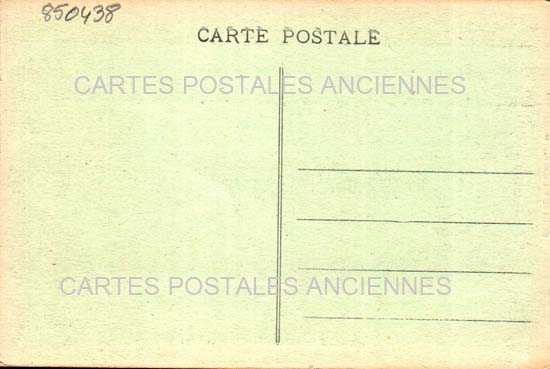 850438
CARTE POSTALE
CARTES POSTALES ANCIENNES
CARTES POSTALES ANCIENNES